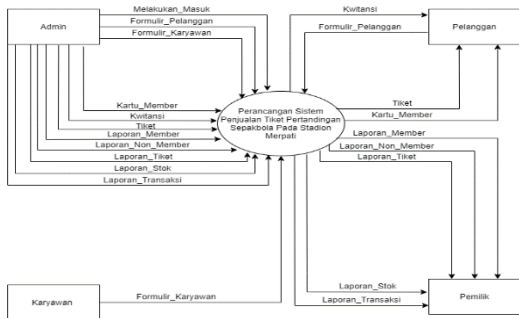 Melakukan_Masuk
Formulir_Pelanggan
Formulir_Karyawan
Admin
Kwitansi
Formulir_Pelanggan
Pelanggan
Kartu_Member
Kwitansi
Tiket
Laporan_Member
Laporan_Non_Member
Laporan_Tiket
Laporan_Stok
Laporan_Transaksi
Perancangan Sistem
Penjualan Tiket Pertandingan
Sepakbola Pada Stadion
Merpati
Tiket
Kartu_Member
Laporan_Member
Laporan_Non_Member
Laporan_Tiket
Karyawan
Formulir_Karyawan
Laporan_Stok
Laporan_Transaksi
Pemilik